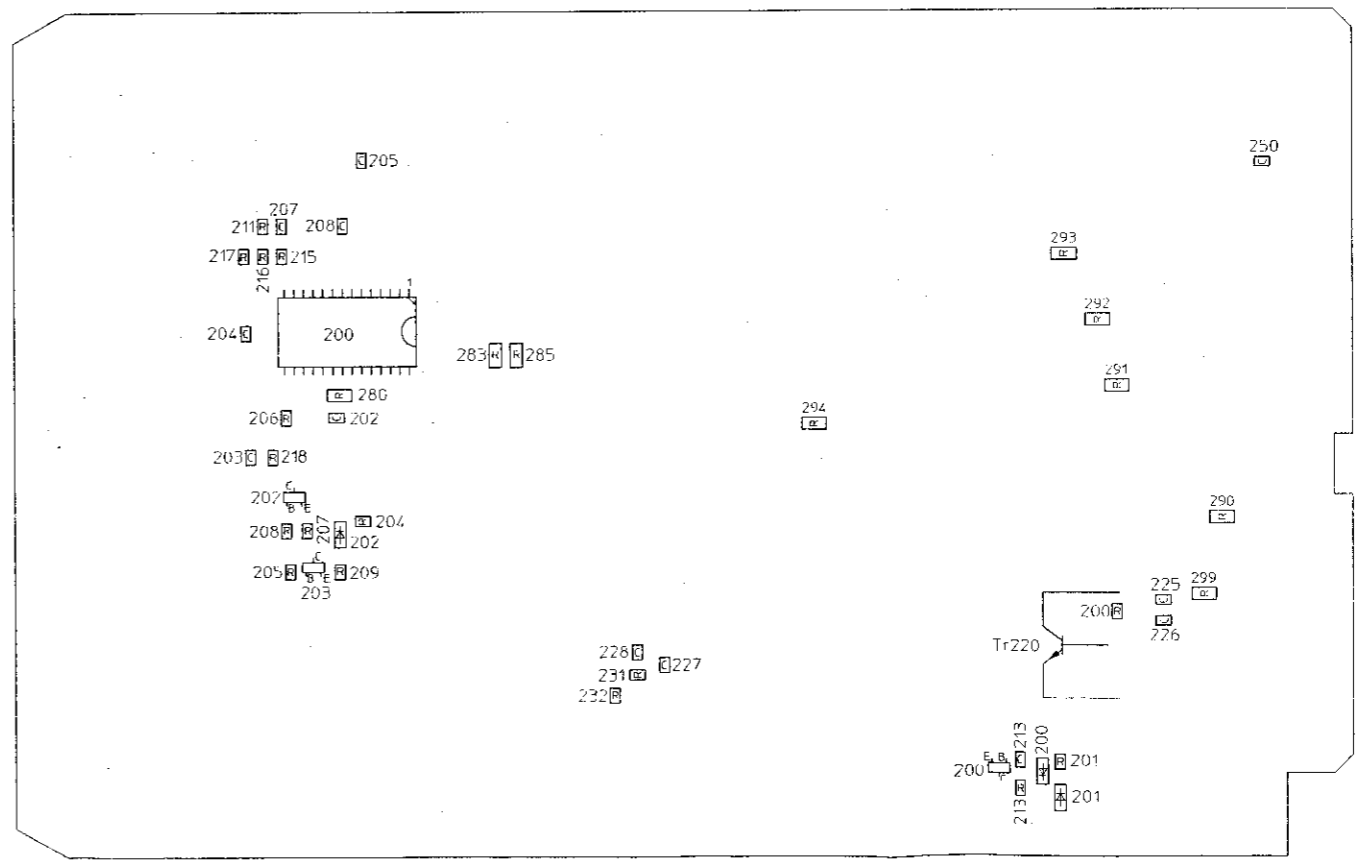 C 205
250
C
207
211 R C 208 C
217 R R R 215
216
293
R
1
292
R
204 C 200
283 R R 285
291
R
R 280
294
R
206 R C 202
203 C R 218
202 C B E
290
R
208 R R 207 202
R 204
205 R C B E R 209
203
225
C
299
R
200 R
C
226
Tr220
228 C
C 227
231 R
232 R
213
200
E B
200 C
C
R 201
R
213
201